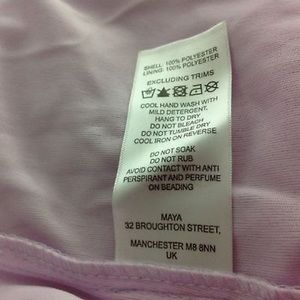 SHELL: 100% POLYESTER
LINING: 100% POLYESTER
EXCLUDING TRIMS
COOL HAND WASH WITH
MILD DETERGENT.
HANG TO DRY
DO NOT BLEACH
DO NOT TUMBLE DRY
COOL IRON ON REVERSE
DO NOT SOAK
DO NOT RUB
AVOID CONTACT WITH ANTI
PERSPIRANT AND PERFUME
ON BEADING
MAYA
32 BROUGHTON STREET,
MANCHESTER M8 8NN
UK